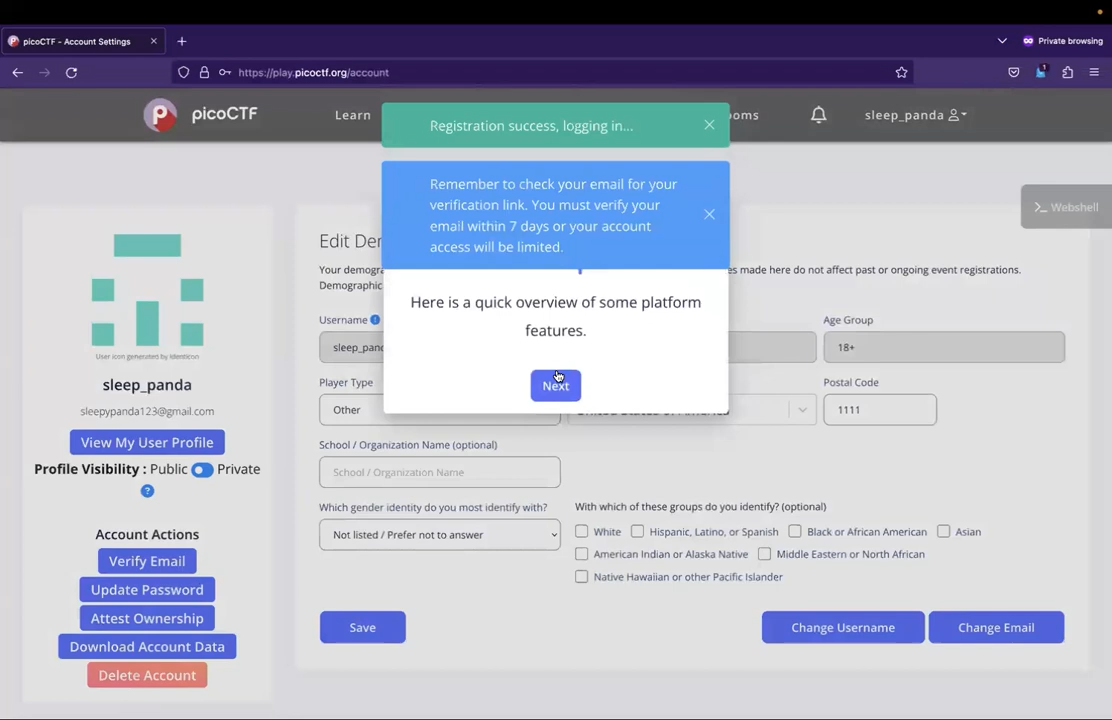 picoCTF - Account Settings
Private browsing
https://play.picoctf.org/account
picoCTF
Learn
ooms
sleep_panda
Registration success, logging in...
Remember to check your email for your
verification link. You must verify your
email within 7 days or your account
access will be limited.
Here is a quick overview of some platform
features.
Next
>_ Webshell
User icon generated by Identicon
sleep_panda
sleepypanda123@gmail.com
View My User Profile
Profile Visibility : Public Private
?
Account Actions
Verify Email
Update Password
Attest Ownership
Download Account Data
Delete Account
Edit De
Your demogr
es made here do not affect past or ongoing event registrations.
Demographic
Username
Age Group
sleep_pand
18+
Player Type
Postal Code
Other
United States of America
1111
School / Organization Name (optional)
School / Organization Name
Which gender identity do you most identify with?
Not listed / Prefer not to answer
With which of these groups do you identify? (optional)
White Hispanic, Latino, or Spanish Black or African American Asian
American Indian or Alaska Native Middle Eastern or North African
Native Hawaiian or other Pacific Islander
Save
Change Username
Change Email